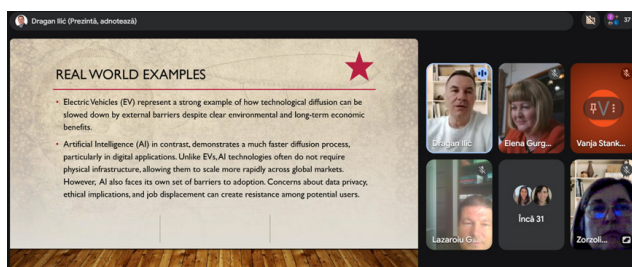 Dragan Ilić (Prezintă, adnotează)
37
REAL WORLD EXAMPLES
• Electric Vehicles (EV) represent a strong example of how technological diffusion can be
slowed down by external barriers despite clear environmental and long-term economic
benefits.
• Artificial Intelligence (AI) in contrast, demonstrates a much faster diffusion process,
particularly in digital applications. Unlike EVs, AI technologies often do not require
physical infrastructure, allowing them to scale more rapidly across global markets.
However, AI also faces its own set of barriers to adoption. Concerns about data privacy,
ethical implications, and job displacement can create resistance among potential users.
Dragan Ilić
Elena Gurg...
Vanja Stank...
Lazaroiu G...
Încă 31
Zorzoli...